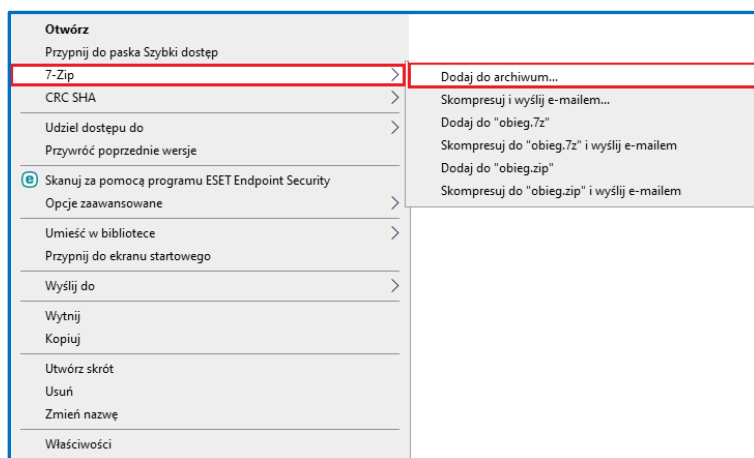 Otwórz
Przypnij do paska Szybki dostęp
7-Zip
CRC SHA
Udziel dostępu do
Przywróć poprzednie wersje
Skanuj za pomocą programu ESET Endpoint Security
Opcje zaawansowane
Umieść w bibliotece
Przypnij do ekranu startowego
Wyślij do
Wytnij
Kopiuj
Utwórz skrót
Usuń
Zmień nazwę
Właściwości
Dodaj do archiwum...
Skompresuj i wyślij e-mailem...
Dodaj do "obieg.7z"
Skompresuj do "obieg.7z" i wyślij e-mailem
Dodaj do "obieg.zip"
Skompresuj do "obieg.zip" i wyślij e-mailem